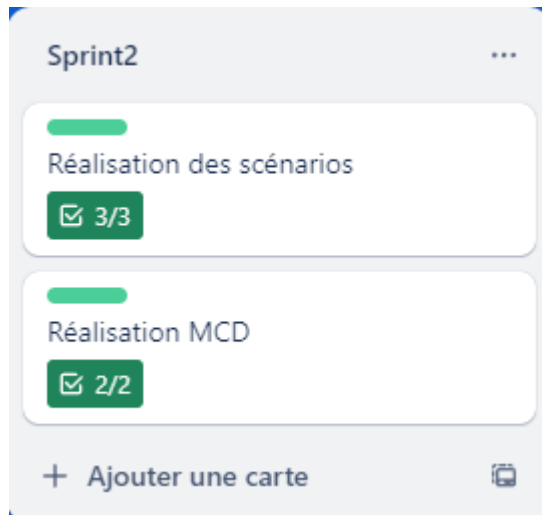 Sprint2
Réalisation des scénarios
3/3
Réalisation MCD
2/2
Ajouter une carte